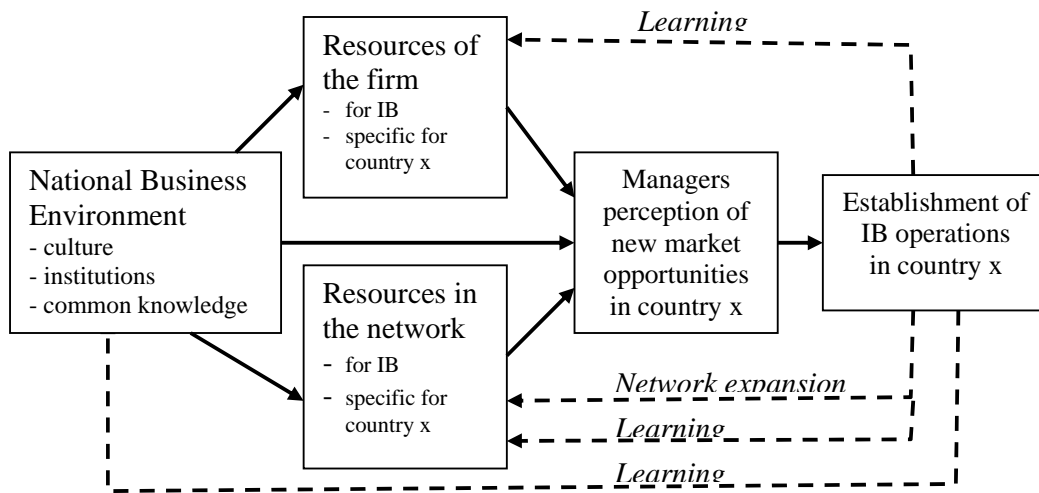 Learning
Resources of
the firm
- for IB
- specific for
country x
National Business
Environment
- culture
- institutions
- common knowledge
Managers
perception of
new market
opportunities
in country x
Establishment of
IB operations
in country x
Resources in
the network
- for IB
- specific for
country x
Network expansion
Learning
Learning